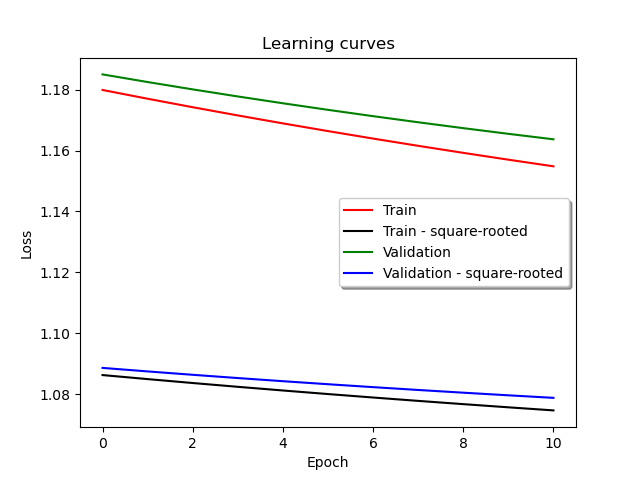 Learning curves
Loss
1.18
1.16
1.14
1.12
1.10
1.08
Train
Train - square-rooted
Validation
Validation - square-rooted
0 2 4 6 8 10
Epoch